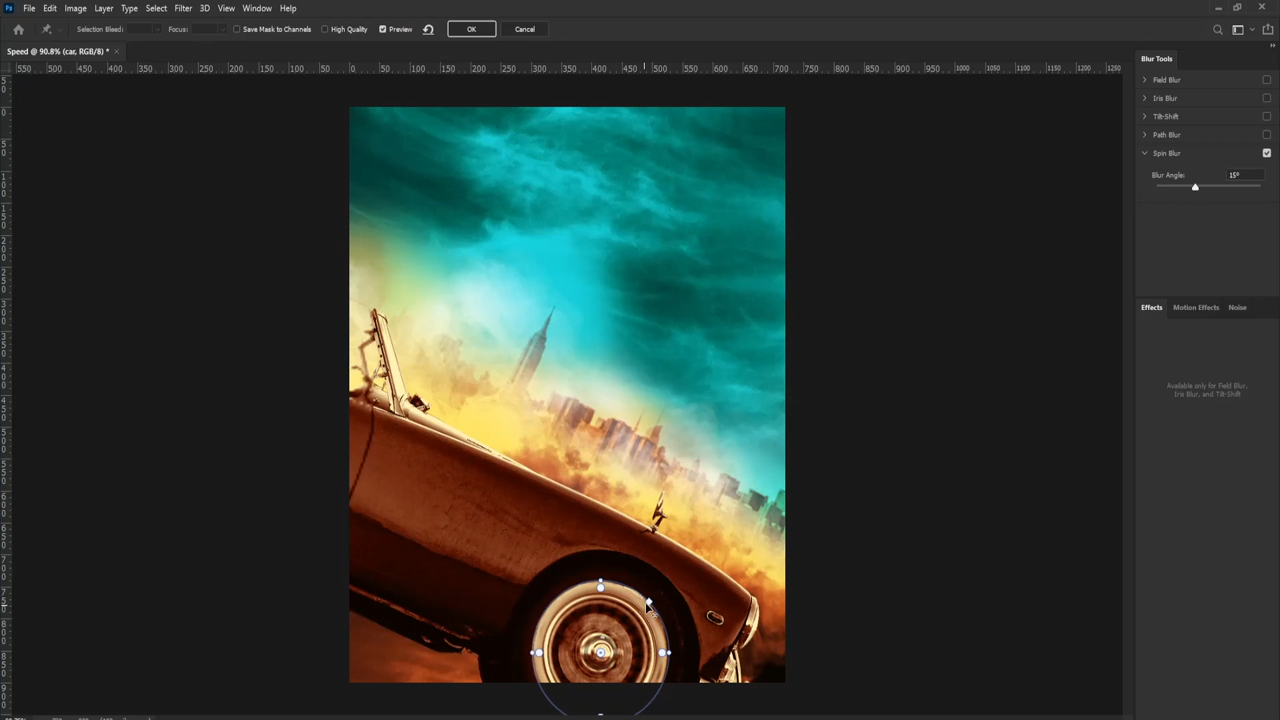 Ps File Edit Image Layer Type Select Filter 3D View Window Help
Selection Bleed: Focus: Save Mask to Channels High Quality Preview OK Cancel
Speed @ 90.8% (car, RGB/8) * ×
550 500 450 400 350 300 250 200 150 100 50 0 50 100 150 200 250 300 350 400 450 500 550 600 650 700 750 800 850 900 950 1000 1050 1100 1150 1200 1250
Blur Tools
Field Blur
Iris Blur
Tilt-Shift
Path Blur
Spin Blur
Blur Angle: 15°
Effects Motion Effects Noise
Available only for Field Blur,
Iris Blur, and Tilt-Shift